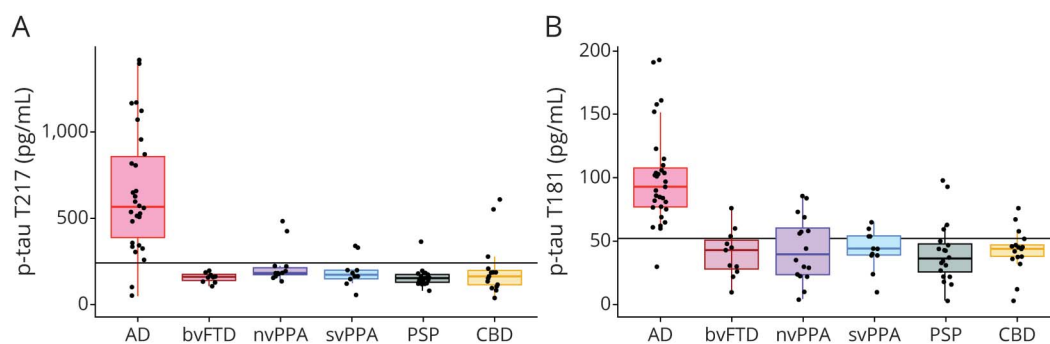 A
p-tau T217 (pg/mL)
1,000
500
0
AD bvFTD nvPPA svPPA PSP CBD
B
p-tau T181 (pg/mL)
200
150
100
50
0
AD bvFTD nvPPA svPPA PSP CBD